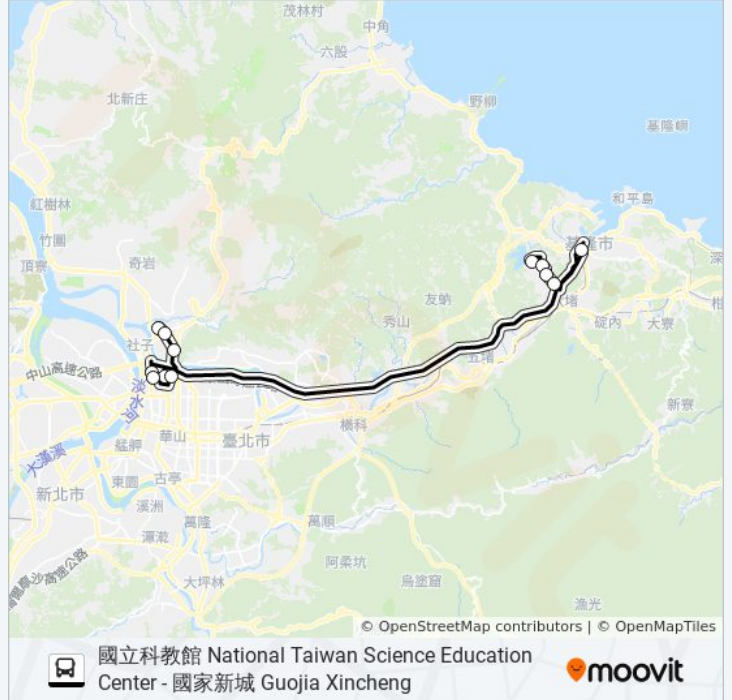 茂林村
中角
六股
北新庄
野柳
基隆嶼
和平島
紅樹林
竹圍
頂寮
奇岩
基隆市
深
友蚋
堵
柑
秀山
碇內
大寮
社子
五堵
中山高速公路
淡水河
新寮
橫科
艋舺
華山
臺北市
大漢溪
東園
古亭
新北市
溪洲
萬隆
萬順
灣潭
阿柔坑
大坪林
烏塗窟
漁光
© OpenStreetMap contributors | © OpenMapTiles
國立科教館 National Taiwan Science Education
Center - 國家新城 Guojia Xincheng
moovit